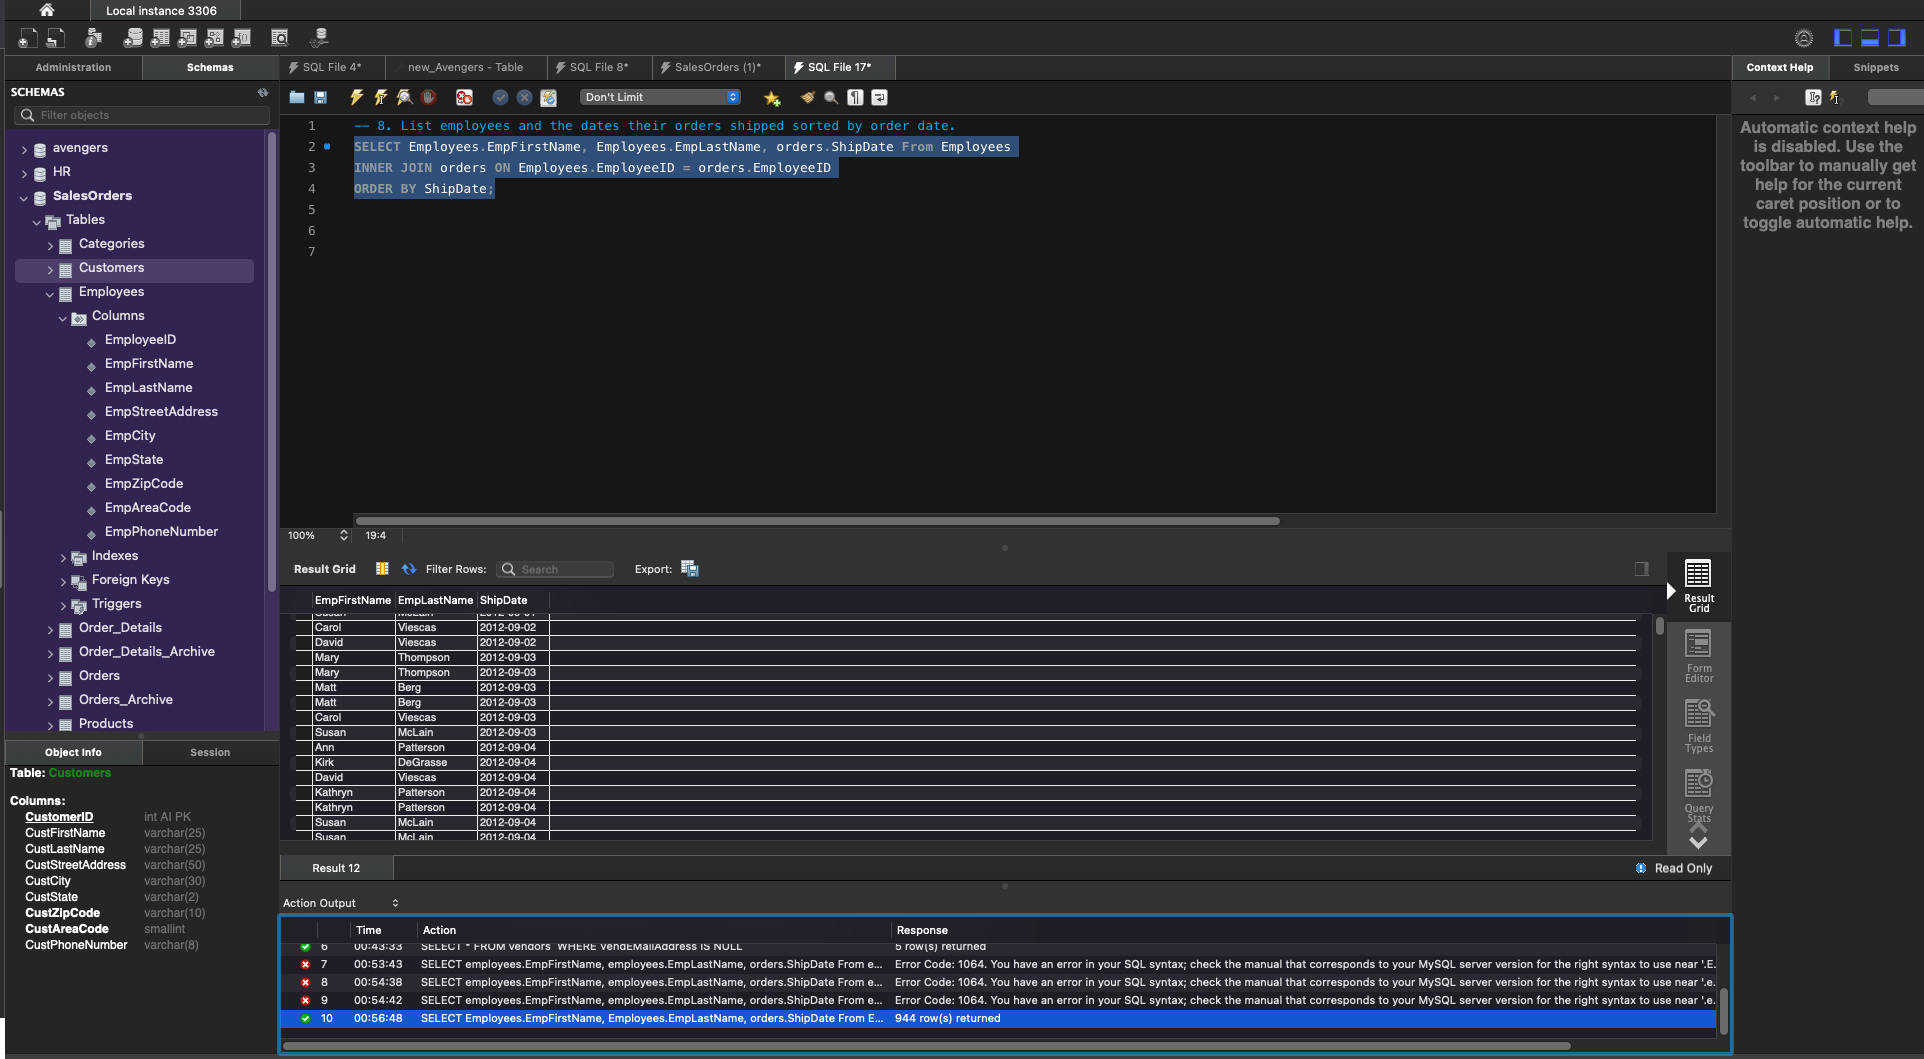 Local instance 3306
Administration
Schemas
SQL File 4*
new_Avengers - Table
SQL File 8*
SalesOrders (1)*
SQL File 17*
Context Help
Snippets
SCHEMAS
Filter objects
Don't Limit
avengers
HR
SalesOrders
Tables
Categories
Customers
Employees
Columns
EmployeeID
EmpFirstName
EmpLastName
EmpStreetAddress
EmpCity
EmpState
EmpZipCode
EmpAreaCode
EmpPhoneNumber
Indexes
Foreign Keys
Triggers
Order_Details
Order_Details_Archive
Orders
Orders_Archive
Products
1 -- 8. List employees and the dates their orders shipped sorted by order date.
2 SELECT Employees.EmpFirstName, Employees.EmpLastName, orders.ShipDate From Employees
3 INNER JOIN orders ON Employees.EmployeeID = orders.EmployeeID
4 ORDER BY ShipDate;
5
6
7
Automatic context help
is disabled. Use the
toolbar to manually get
help for the current
caret position or to
toggle automatic help.
100% 19:4
Result Grid Filter Rows: Search Export:
EmpFirstName EmpLastName ShipDate
Susan McLain 2012-09-01
Carol Viescas 2012-09-02
David Viescas 2012-09-02
Mary Thompson 2012-09-03
Mary Thompson 2012-09-03
Matt Berg 2012-09-03
Matt Berg 2012-09-03
Carol Viescas 2012-09-03
Susan McLain 2012-09-03
Ann Patterson 2012-09-04
Kirk DeGrasse 2012-09-04
David Viescas 2012-09-04
Kathryn Patterson 2012-09-04
Kathryn Patterson 2012-09-04
Susan McLain 2012-09-04
Susan McLain 2012-09-04
Result
Grid
Form
Editor
Field
Types
Query
Stats
Object Info
Session
Table: Customers
Columns:
CustomerID int AI PK
CustFirstName varchar(25)
CustLastName varchar(25)
CustStreetAddress varchar(50)
CustCity varchar(30)
CustState varchar(2)
CustZipCode varchar(10)
CustAreaCode smallint
CustPhoneNumber varchar(8)
Result 12
Read Only
Action Output
Time Action Response
6 00:43:33 SELECT * FROM vendors WHERE VendEMailAddress IS NULL 5 row(s) returned
7 00:53:43 SELECT employees.EmpFirstName, employees.EmpLastName, orders.ShipDate From e... Error Code: 1064. You have an error in your SQL syntax; check the manual that corresponds to your MySQL server version for the right syntax to use near '.E.
8 00:54:38 SELECT employees.EmpFirstName, employees.EmpLastName, orders.ShipDate From e... Error Code: 1064. You have an error in your SQL syntax; check the manual that corresponds to your MySQL server version for the right syntax to use near '.e.
9 00:54:42 SELECT employees.EmpFirstName, employees.EmpLastName, orders.ShipDate From e... Error Code: 1064. You have an error in your SQL syntax; check the manual that corresponds to your MySQL server version for the right syntax to use near '.e.
10 00:56:48 SELECT Employees.EmpFirstName, Employees.EmpLastName, orders.ShipDate From E... 944 row(s) returned